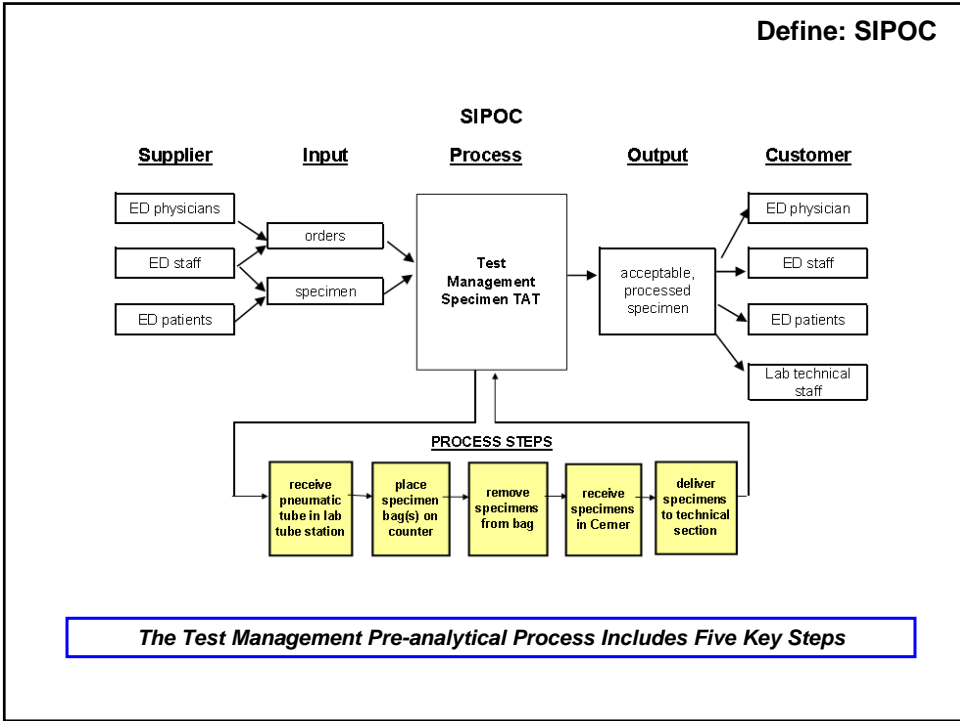 Define: SIPOC
SIPOC
Supplier
Input
Process
Output
Customer
ED physicians
ED staff
ED patients
orders
specimen
Test
Management
Specimen TAT
acceptable,
processed
specimen
ED physician
ED staff
ED patients
Lab technical
staff
PROCESS STEPS
receive
pneumatic
tube in lab
tube station
place
specimen
bag(s) on
counter
remove
specimens
from bag
receive
specimens
in Cerner
deliver
specimens
to technical
section
The Test Management Pre-analytical Process Includes Five Key Steps